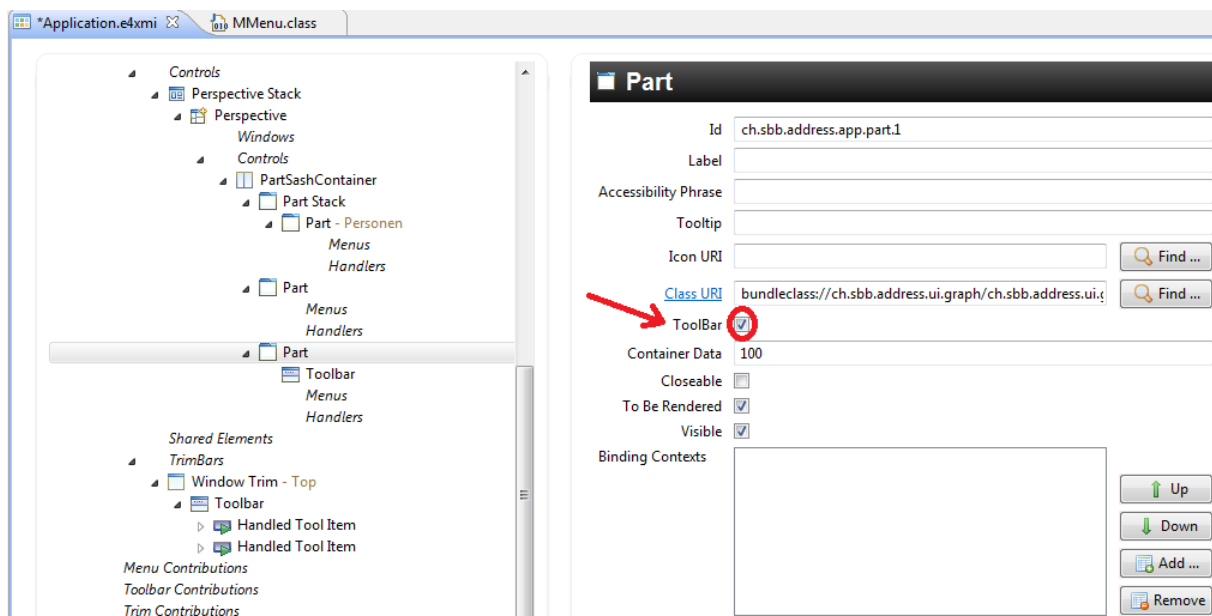 *Application.e4xmi
MMenu.class
Controls
Perspective Stack
Perspective
Windows
Controls
PartSashContainer
Part Stack
Part - Personen
Menus
Handlers
Part
Menus
Handlers
Part
Toolbar
Menus
Handlers
Shared Elements
TrimBars
Window Trim - Top
Toolbar
Handled Tool Item
Handled Tool Item
Menu Contributions
Toolbar Contributions
Trim Contributions
Part
Id ch.sbb.address.app.part.1
Label
Accessibility Phrase
Tooltip
Icon URI Find ...
Class URI bundleclass://ch.sbb.address.ui.graph/ch.sbb.address.ui.g Find ...
ToolBar
Container Data 100
Closeable
To Be Rendered
Visible
Binding Contexts
Up
Down
Add ...
Remove